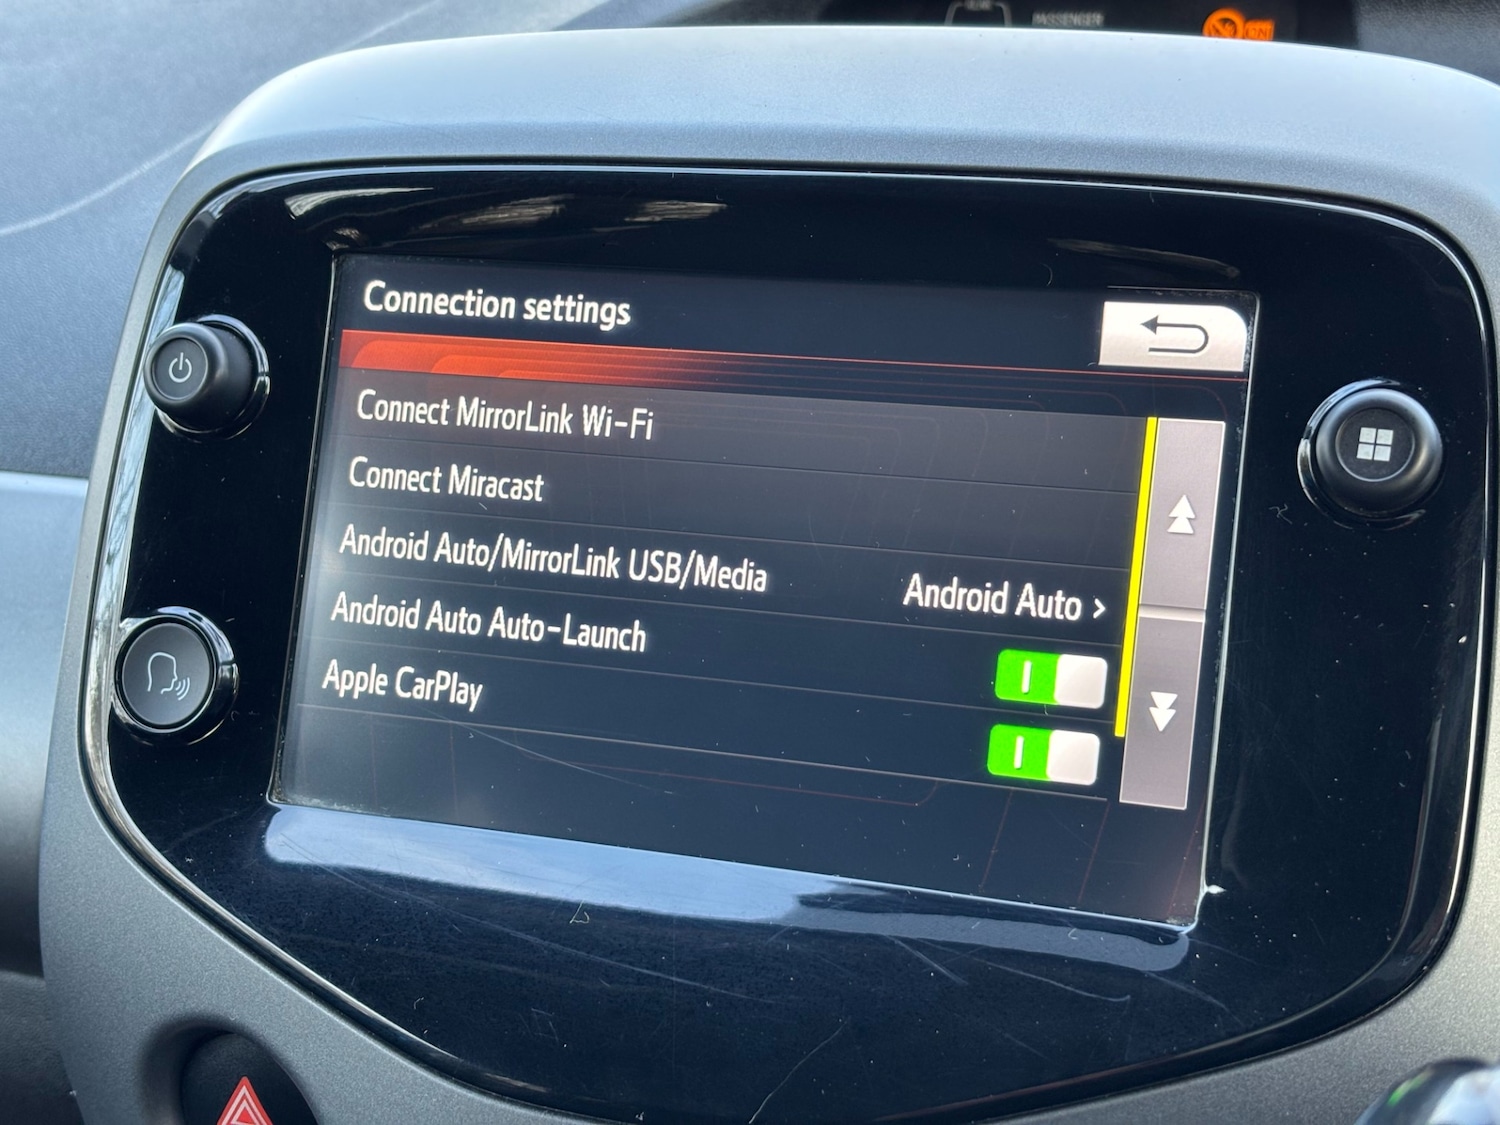 PASSENGER
Connection settings
Connect MirrorLink Wi-Fi
Connect Miracast
Android Auto/MirrorLink USB/Media Android Auto >
Android Auto Auto-Launch
Apple CarPlay